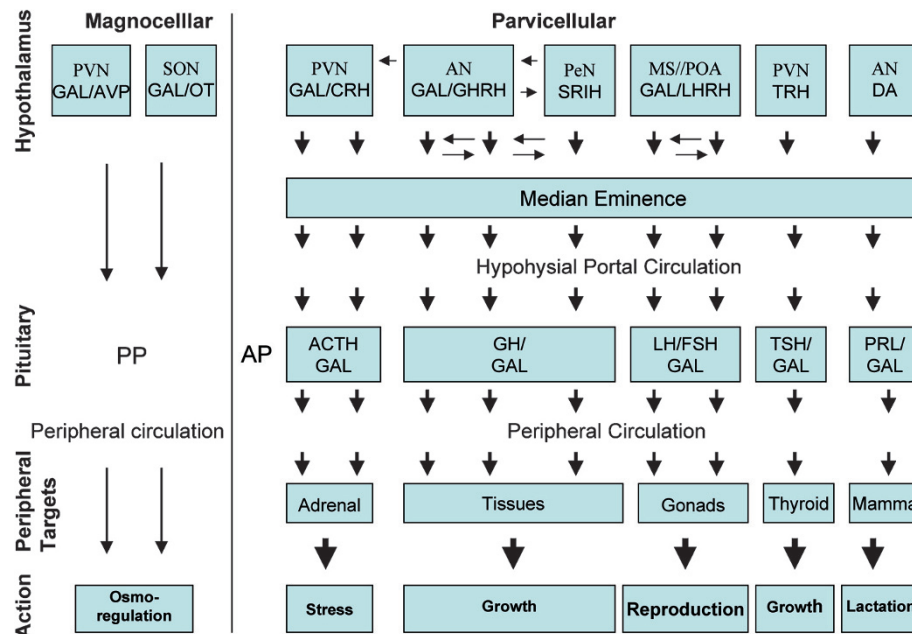 Magnocelllar
Parvicellular
Hypothalamus
PVN
GAL/AVP
SON
GAL/OT
PVN
GAL/CRH
AN
GAL/GHRH
PeN
SRIH
MS//POA
GAL/LHRH
PVN
TRH
AN
DA
Median Eminence
Hypohysial Portal Circulation
Pituitary
PP
AP
ACTH
GAL
GH/
GAL
LH/FSH
GAL
TSH/
GAL
PRL/
GAL
Peripheral circulation
Peripheral Circulation
Peripheral
Targets
Adrenal
Tissues
Gonads
Thyroid
Mamma
Action
Osmo-
regulation
Stress
Growth
Reproduction
Growth
Lactation